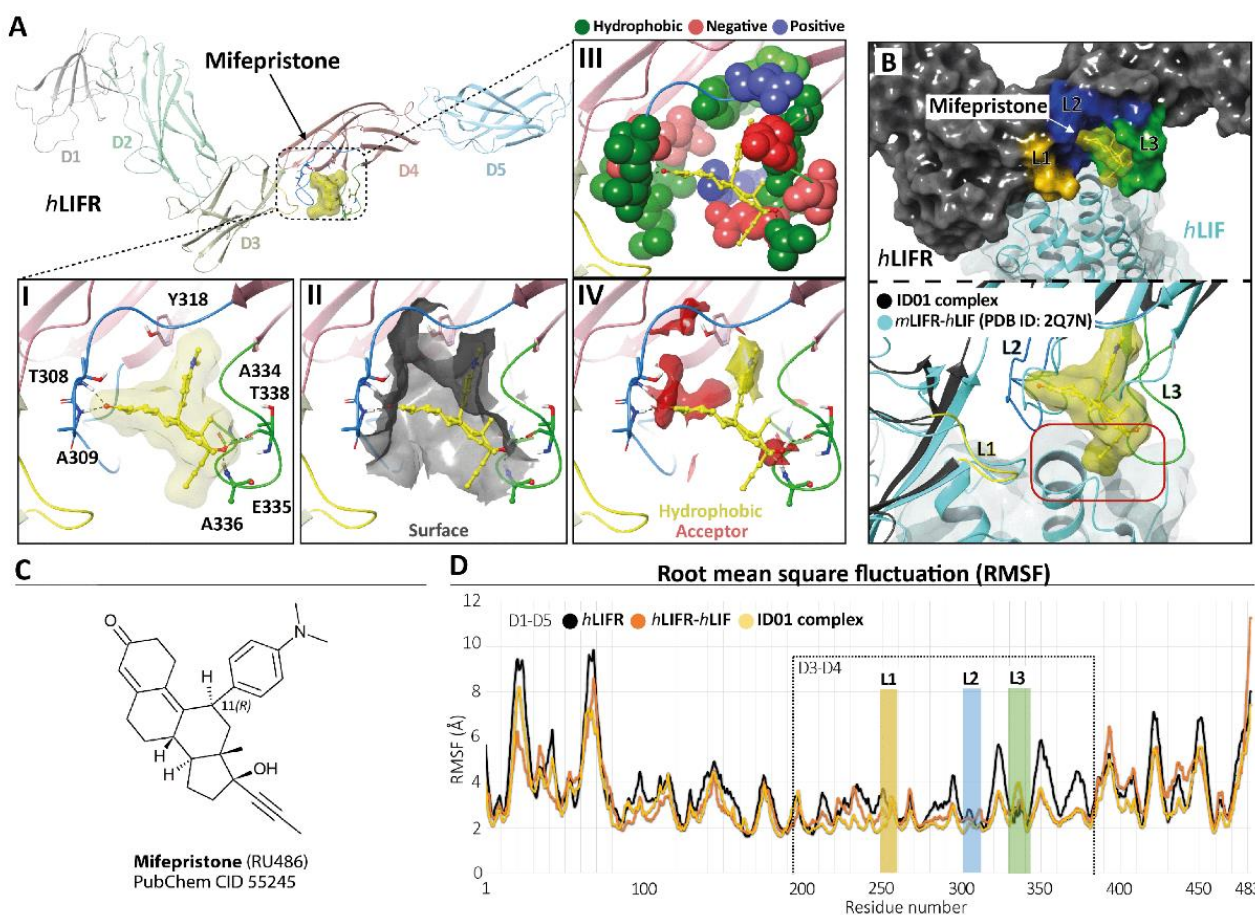 A
Mifepristone
D1
D2
D3
D4
D5
hLIFR
Hydrophobic Negative Positive
III
B
Mifepristone
L2
L1
L3
hLIFR
hLIF
I
Y318
T308
A334
T338
A309
E335
A336
II
Surface
IV
Hydrophobic
Acceptor
ID01 complex
mLIFR-hLIF (PDB ID: 2Q7N)
L2
L3
L1
C
O
N
H
11(R)
H
H
OH
Mifepristone (RU486)
PubChem CID 55245
D
Root mean square fluctuation (RMSF)
D1-D5 hLIFR hLIFR-hLIF ID01 complex
D3-D4
L1 L2 L3
RMSF (Å)
12
10
8
6
4
2
0
1 100 200 250 300 350 400 450 483
Residue number